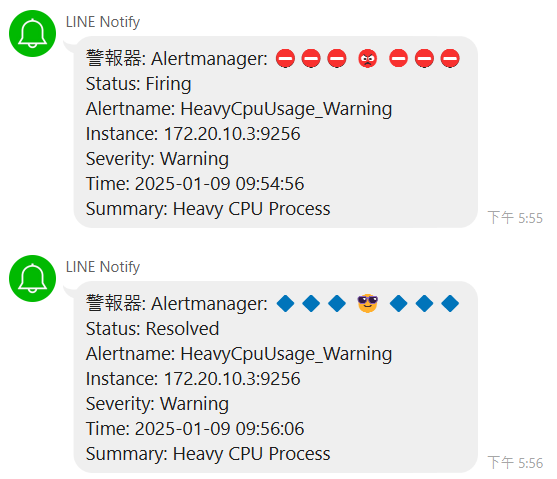 LINE Notify
警報器: Alertmanager: ⛔⛔⛔ 😡 ⛔⛔⛔
Status: Firing
Alertname: HeavyCpuUsage_Warning
Instance: 172.20.10.3:9256
Severity: Warning
Time: 2025-01-09 09:54:56
Summary: Heavy CPU Process
下午 5:55
LINE Notify
警報器: Alertmanager: 🔷🔷🔷 😎 🔷🔷🔷
Status: Resolved
Alertname: HeavyCpuUsage_Warning
Instance: 172.20.10.3:9256
Severity: Warning
Time: 2025-01-09 09:56:06
Summary: Heavy CPU Process
下午 5:56